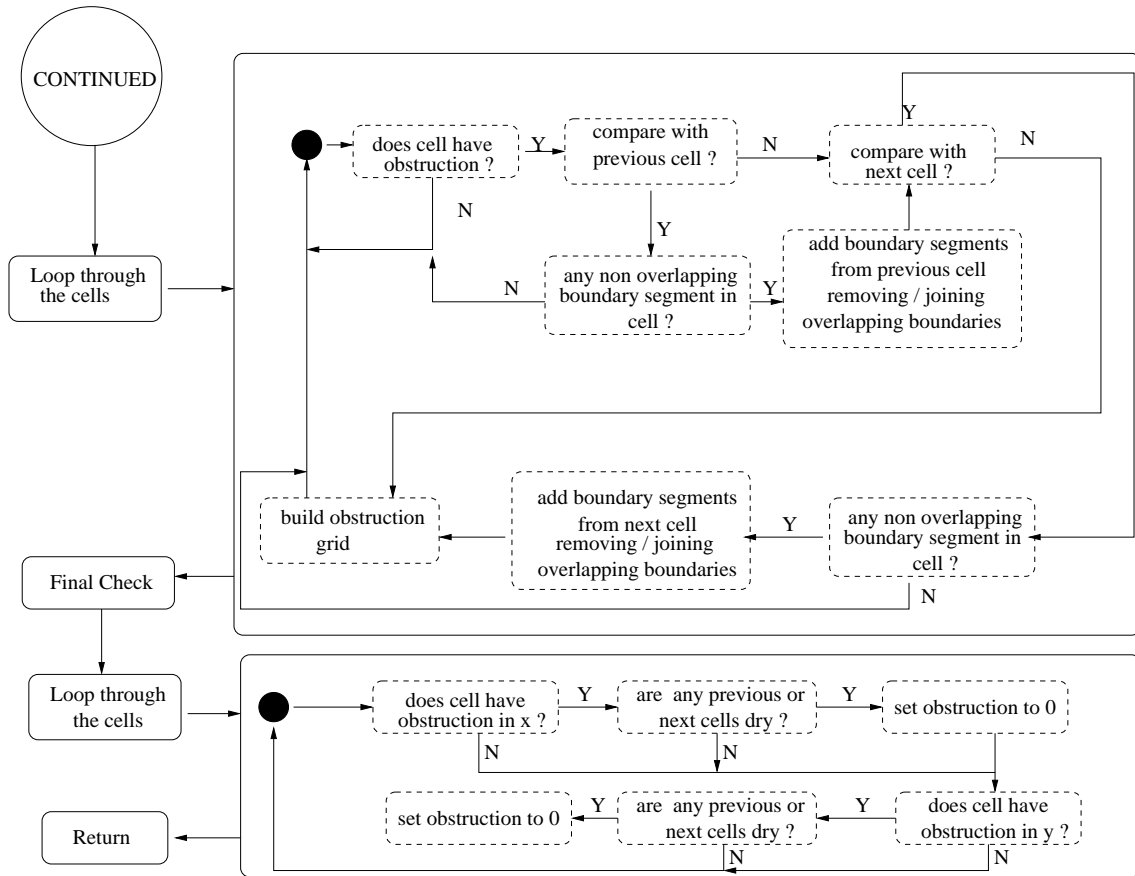 CONTINUED
Loop through
the cells
does cell have
obstruction ?
Y
N
compare with
previous cell ?
N
Y
compare with
next cell ?
Y
N
any non overlapping
boundary segment in
cell ?
N
Y
add boundary segments
from previous cell
removing / joining
overlapping boundaries
build obstruction
grid
add boundary segments
from next cell
removing / joining
overlapping boundaries
Y
any non overlapping
boundary segment in
cell ?
N
Final Check
Loop through
the cells
does cell have
obstruction in x ?
Y
N
are any previous or
next cells dry ?
Y
N
set obstruction to 0
set obstruction to 0
Y
are any previous or
next cells dry ?
N
Y
does cell have
obstruction in y ?
N
Return